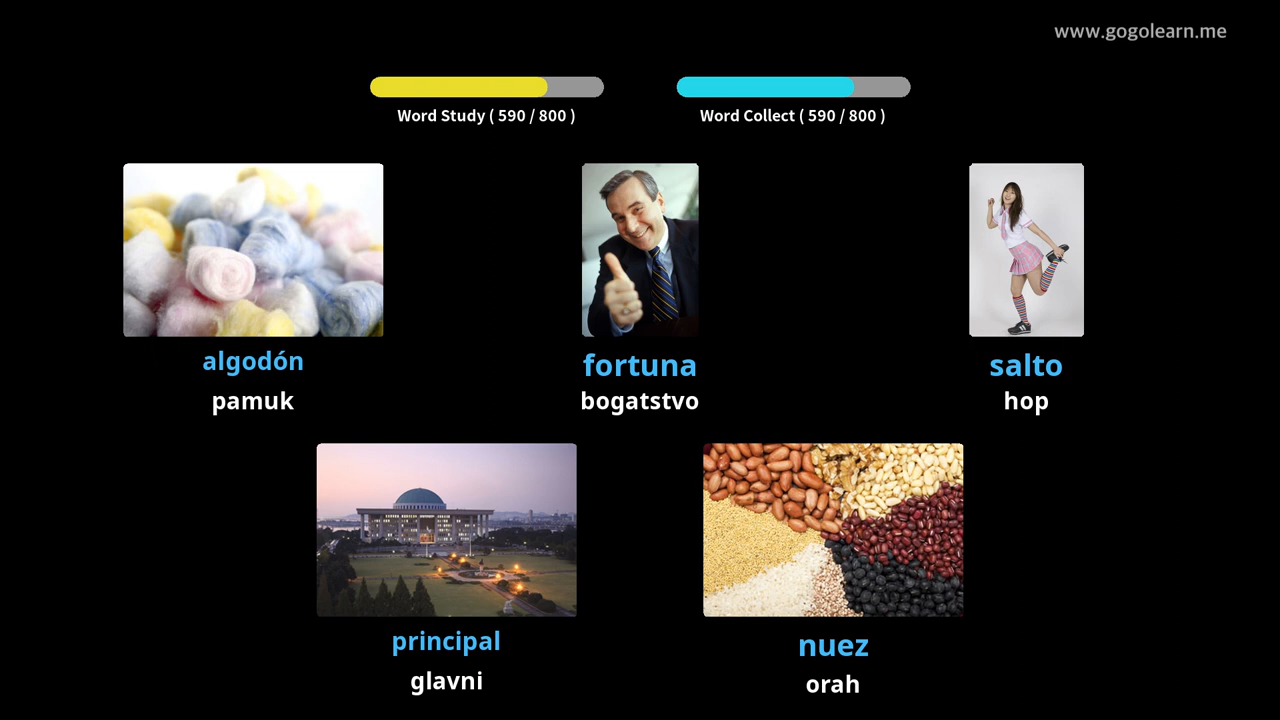 www.gogolearn.me
Word Study ( 590 / 800 )
Word Collect ( 590 / 800 )
algodón
pamuk
fortuna
bogatstvo
salto
hop
principal
glavni
nuez
orah